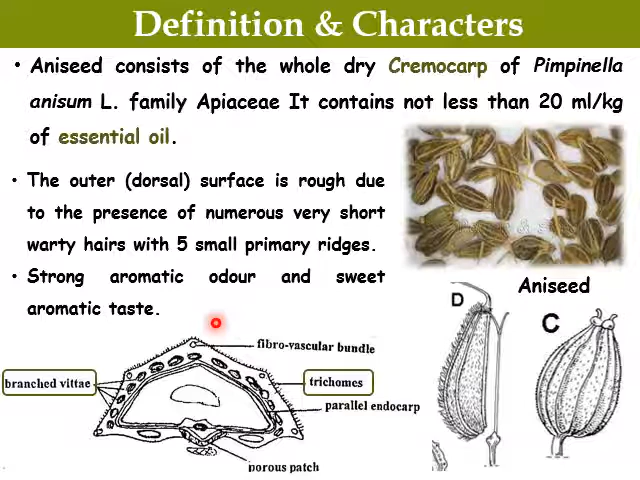 Definition & Characters
• Aniseed consists of the whole dry Cremocarp of Pimpinella
anisum L. family Apiaceae It contains not less than 20 ml/kg
of essential oil.
• The outer (dorsal) surface is rough due
to the presence of numerous very short
warty hairs with 5 small primary ridges.
• Strong aromatic odour and sweet
aromatic taste.
Aniseed
D
C
fibro-vascular bundle
branched vittae
trichomes
parallel endocarp
porous patch